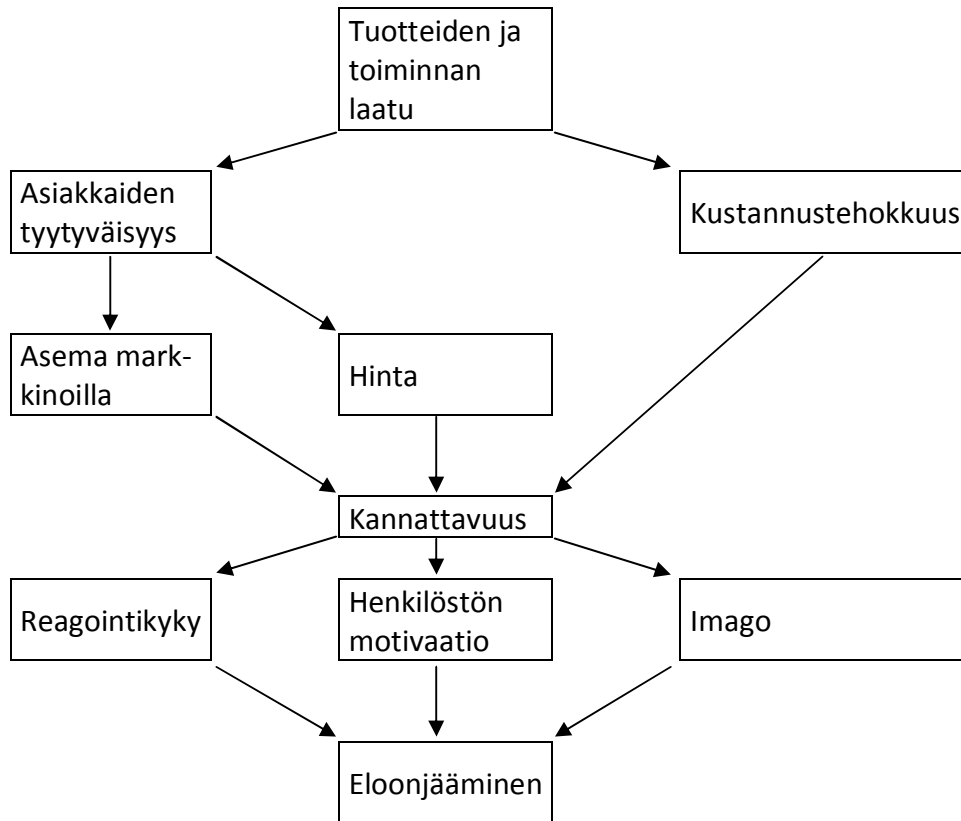 Tuotteiden ja
toiminnan
laatu
Asiakkaiden
tyytyväisyys
Kustannustehokkuus
Asema mark-
kinoilla
Hinta
Kannattavuus
Reagointikyky
Henkilöstön
motivaatio
Imago
Eloonjääminen